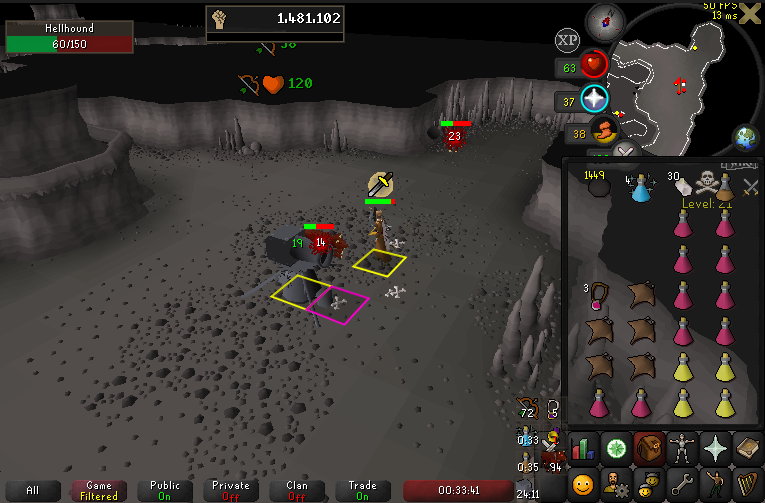 Hellhound
60/150
1.481.102
50 FPS
13 ms
XP
63
37
38
120
23
19
14
1449
4
30
Level: 21
3
72
5
0:33
0:35
94
24:11
All
Game
Filtered
Public
On
Private
Off
Clan
Off
Trade
On
00:33:41